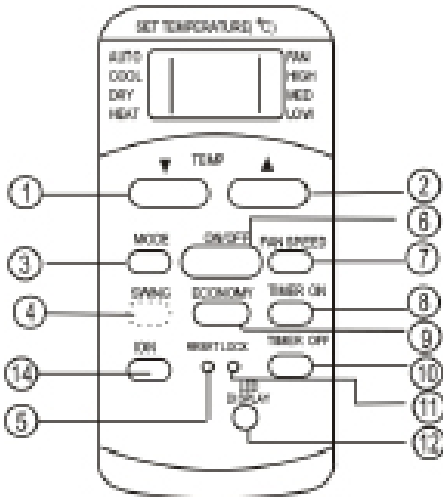 SET TEMPERATURE(°C)
AUTO FAN
COOL HIGH
DRY MED
HEAT LOW
▼ TEMP ▲
1 2
6
MODE ON/OFF FAN SPEED
3 7
SWING ECONOMY TIMER ON
4 8
9
ION RESET LOCK TIMER OFF
14 10
5 11
DISPLAY
12